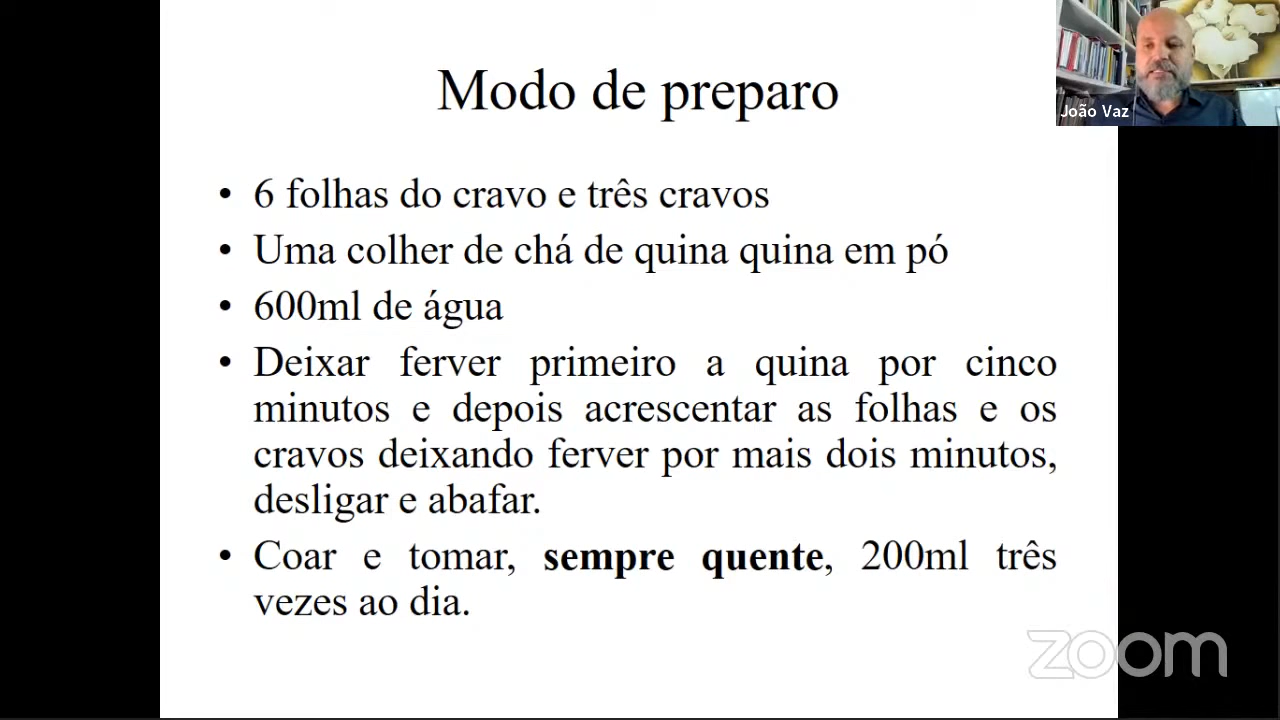 Modo de preparo
João Vaz
• 6 folhas do cravo e três cravos
• Uma colher de chá de quina quina em pó
• 600ml de água
• Deixar ferver primeiro a quina por cinco
minutos e depois acrescentar as folhas e os
cravos deixando ferver por mais dois minutos,
desligar e abafar.
• Coar e tomar, sempre quente, 200ml três
vezes ao dia.
zoom